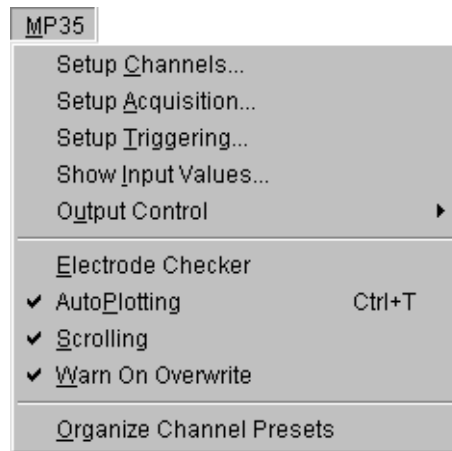 MP35
Setup Channels...
Setup Acquisition...
Setup Triggering...
Show Input Values...
Output Control
Electrode Checker
AutoPlotting Ctrl+T
Scrolling
Warn On Overwrite
Organize Channel Presets